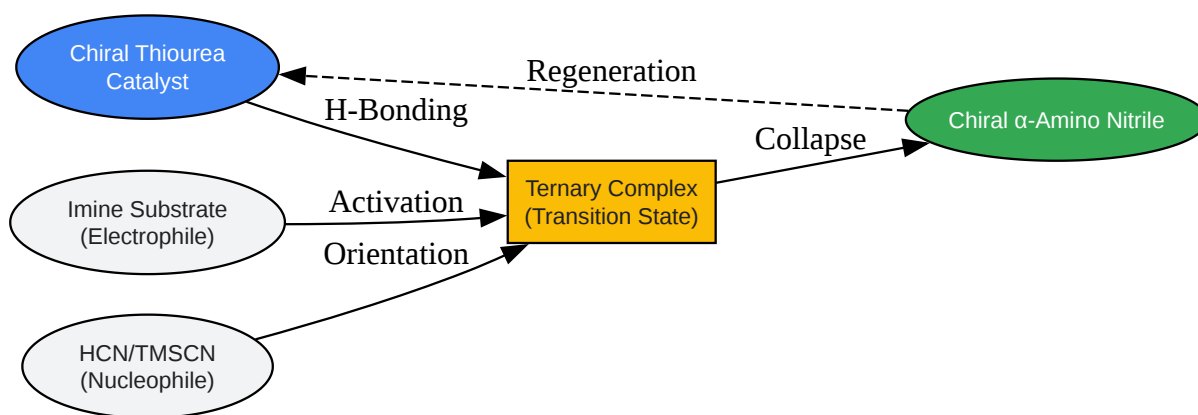 Chiral Thiourea
Catalyst
Regeneration
H-Bonding
Chiral α-Amino Nitrile
Collapse
Imine Substrate
(Electrophile)
Activation
Ternary Complex
(Transition State)
Orientation
HCN/TMSCN
(Nucleophile)